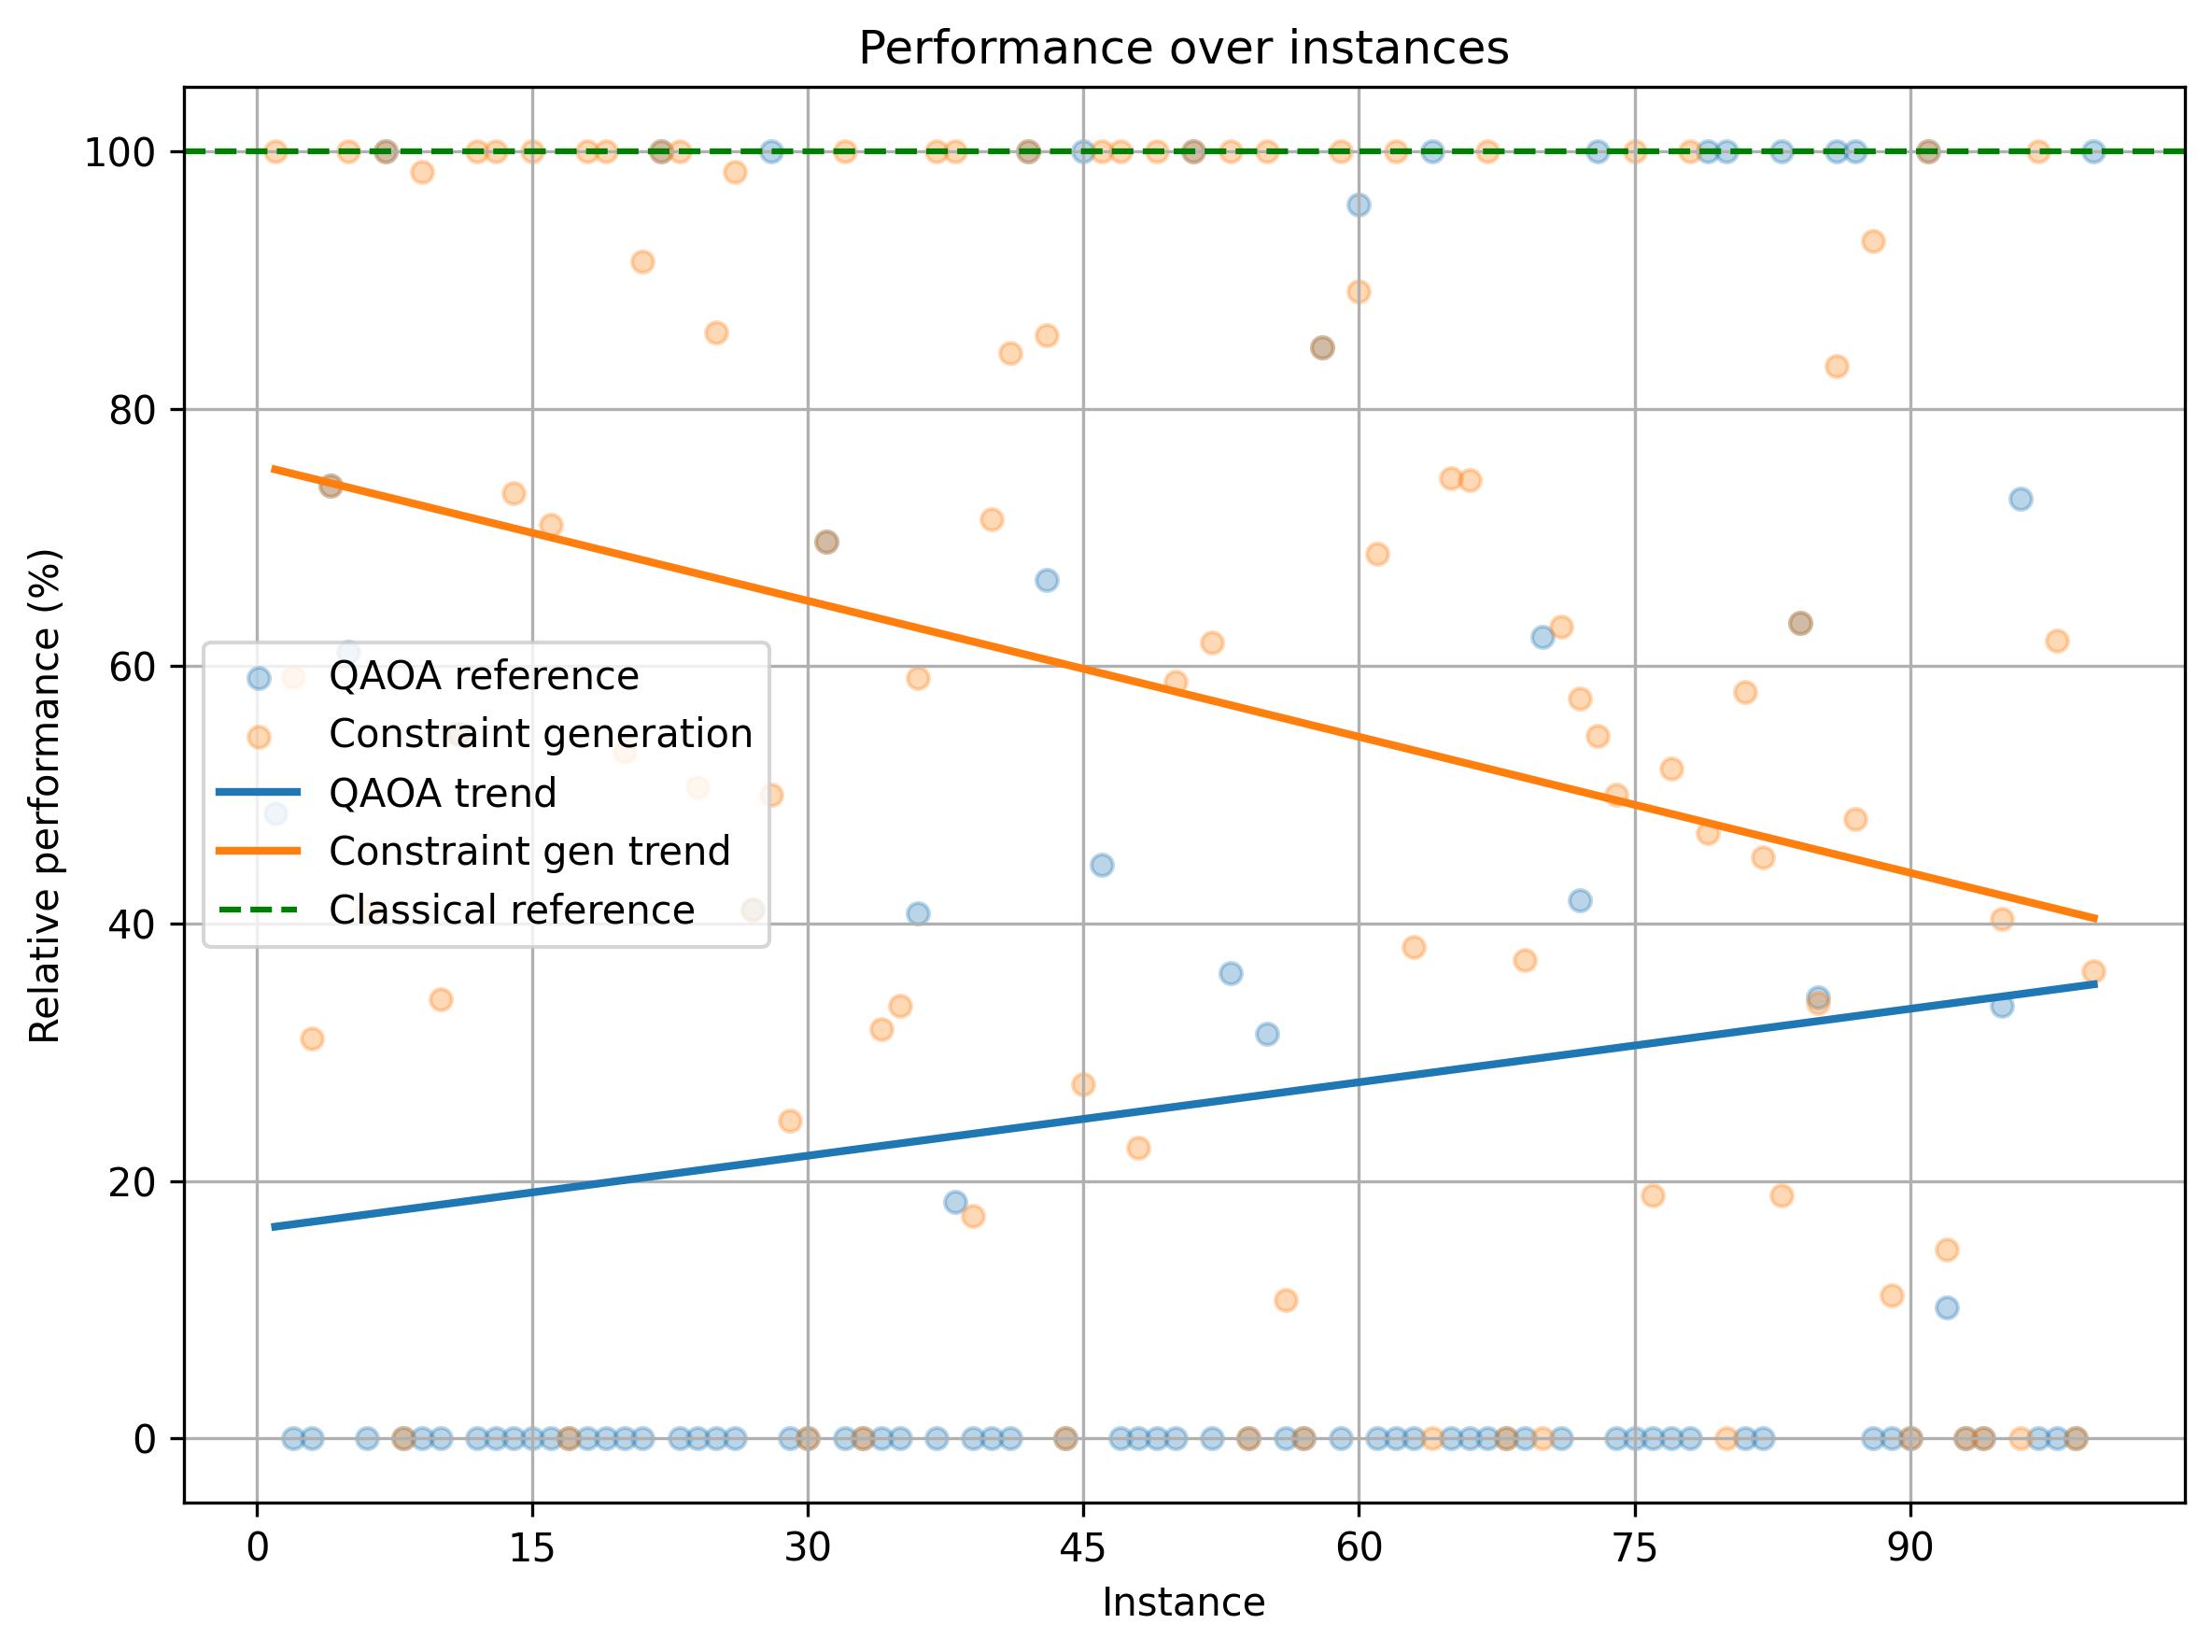 Performance over instances
Relative performance (%)
100
80
60
40
20
0
QAOA reference
Constraint generation
QAOA trend
Constraint gen trend
Classical reference
0 15 30 45 60 75 90
Instance